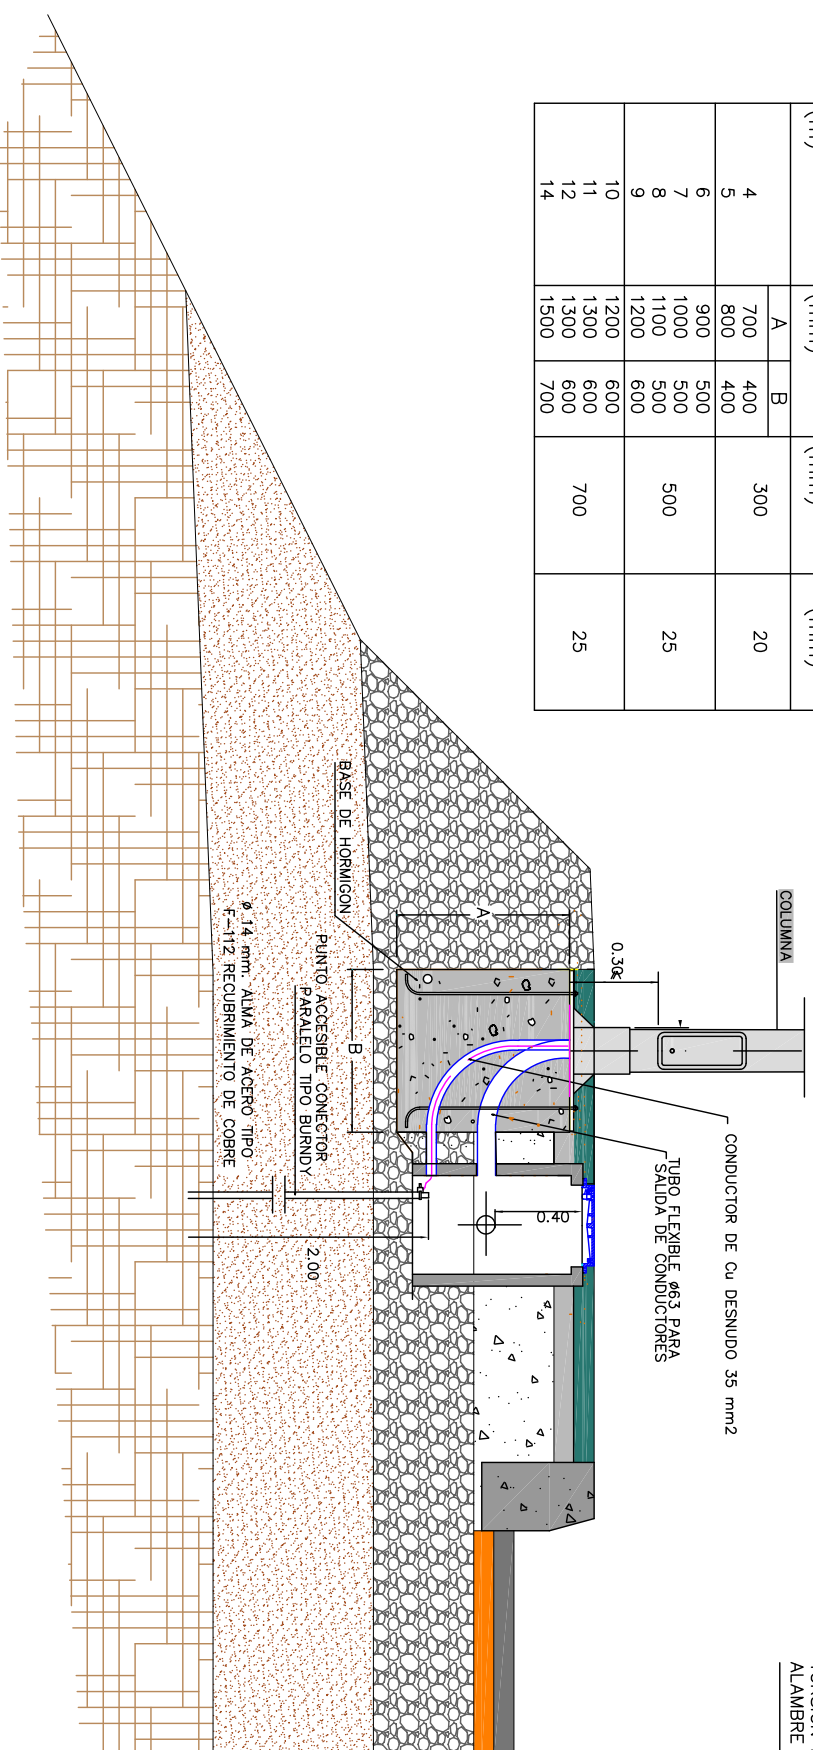 A B
4 700 400 300 20
5 800 400
6 900 500
7 1000 500 500 25
8 1100 500
9 1200 600
10 1200 600
11 1300 600 700 25
12 1300 600
14 1500 700
ALAMBRE
COLUMNA
CONDUCTOR DE Cu DESNUDO 35 mm2
TUBO FLEXIBLE ø63 PARA
SALIDA DE CONDUCTORES
0.30
0.40
A
B
BASE DE HORMIGON
PUNTO ACCESIBLE CONECTOR
PARALELO TIPO BURNDY
2.00
ø 14 mm. ALMA DE ACERO TIPO
F-112 RECUBRIMIENTO DE COBRE